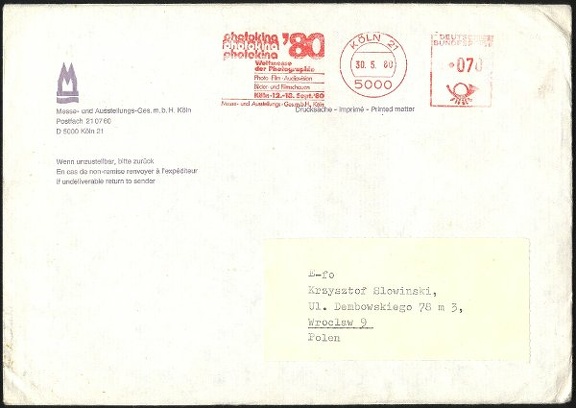 photokina
photokina '80
photokina
Weltmesse
der Photographie
Photo-Film-Audiovision
Bilder- und Filmschauen
Köln · 12.-18. Sept. '80
Messe- und Ausstellungs-Ges.m.b.H., Köln
KÖLN 21
30.5.80
5000
DEUTSCHE
BUNDESPOST
070
Drucksache - Imprimé - Printed matter
Messe- und Ausstellungs-Ges. m. b. H. Köln
Postfach 21 07 60
D 5000 Köln 21
Wenn unzustellbar, bitte zurück
En cas de non-remise renvoyer à l'expéditeur
If undeliverable return to sender
E-fo
Krzysztof Slowinski,
Ul. Dembowskiego 78 m 3,
Wroclaw 9
Polen